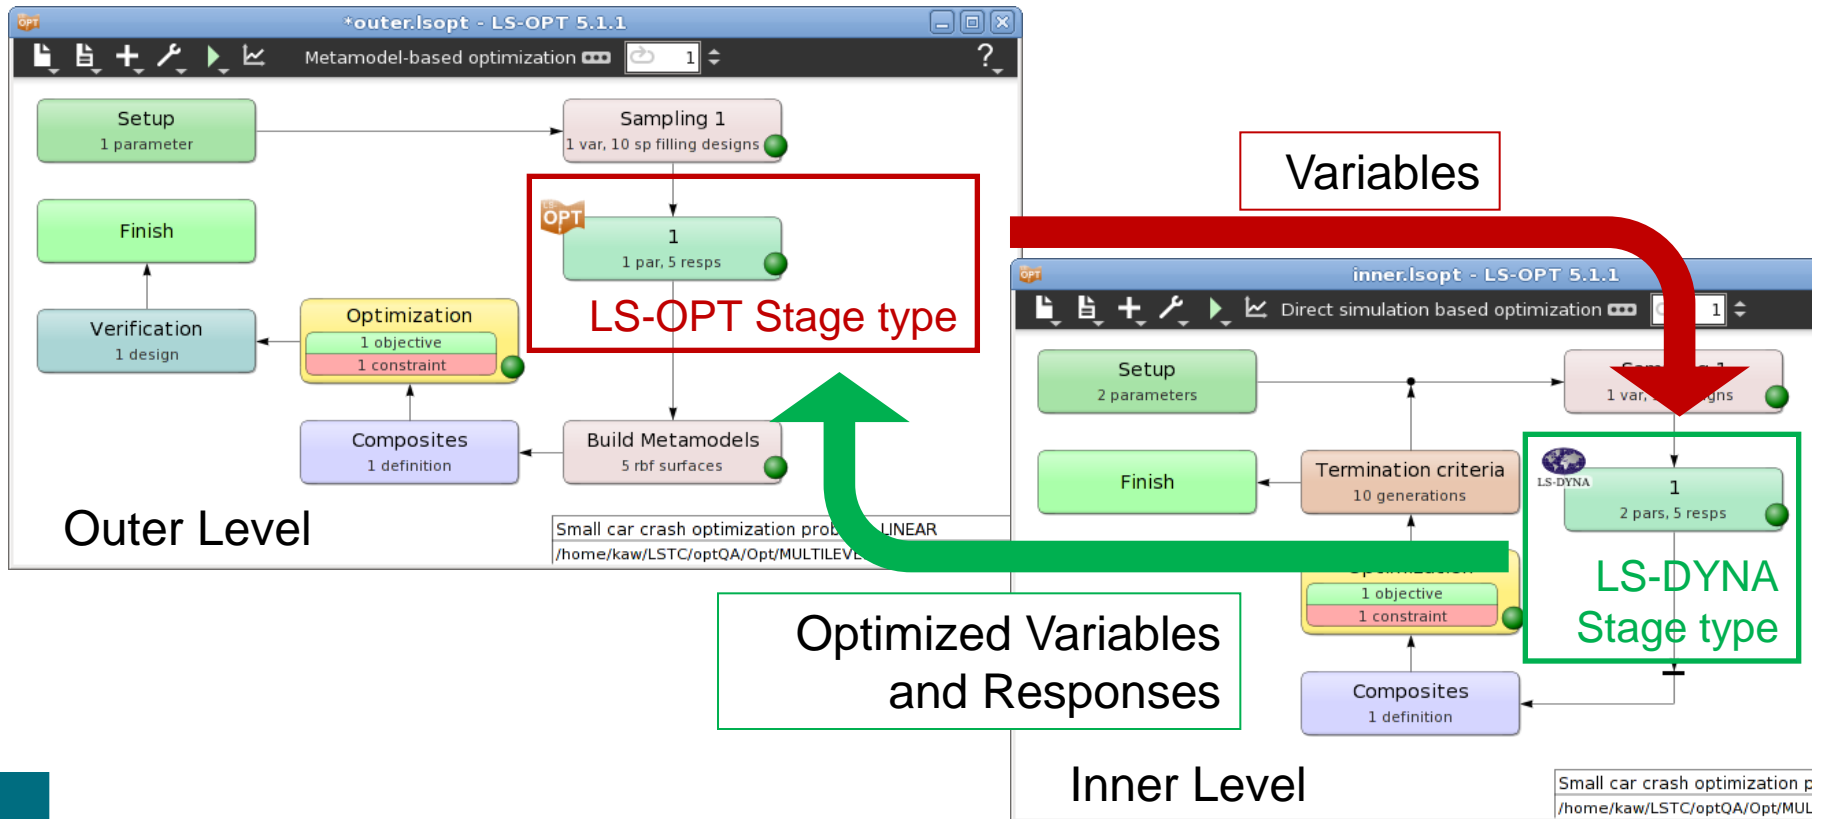 *outer.lsopt - LS-OPT 5.1.1
Metamodel-based optimization
1
?
Setup
1 parameter
Sampling 1
1 var, 10 sp filling designs
Finish
LS-
OPT
1
1 par, 5 resps
LS-OPT Stage type
Verification
1 design
Optimization
1 objective
1 constraint
Composites
1 definition
Build Metamodels
5 rbf surfaces
Outer Level
Small car crash optimization prob LINEAR
/home/kaw/LSTC/optQA/Opt/MULTILEVE
Variables
Optimized Variables
and Responses
OPT
inner.lsopt - LS-OPT 5.1.1
Direct simulation based optimization
1
Setup
2 parameters
1 var,
Finish
Termination criteria
10 generations
LS-DYNA
1
2 pars, 5 resps
LS-DYNA
Stage type
Optimization
1 objective
1 constraint
Composites
1 definition
Inner Level
Small car crash optimization p
/home/kaw/LSTC/optQA/Opt/MUL